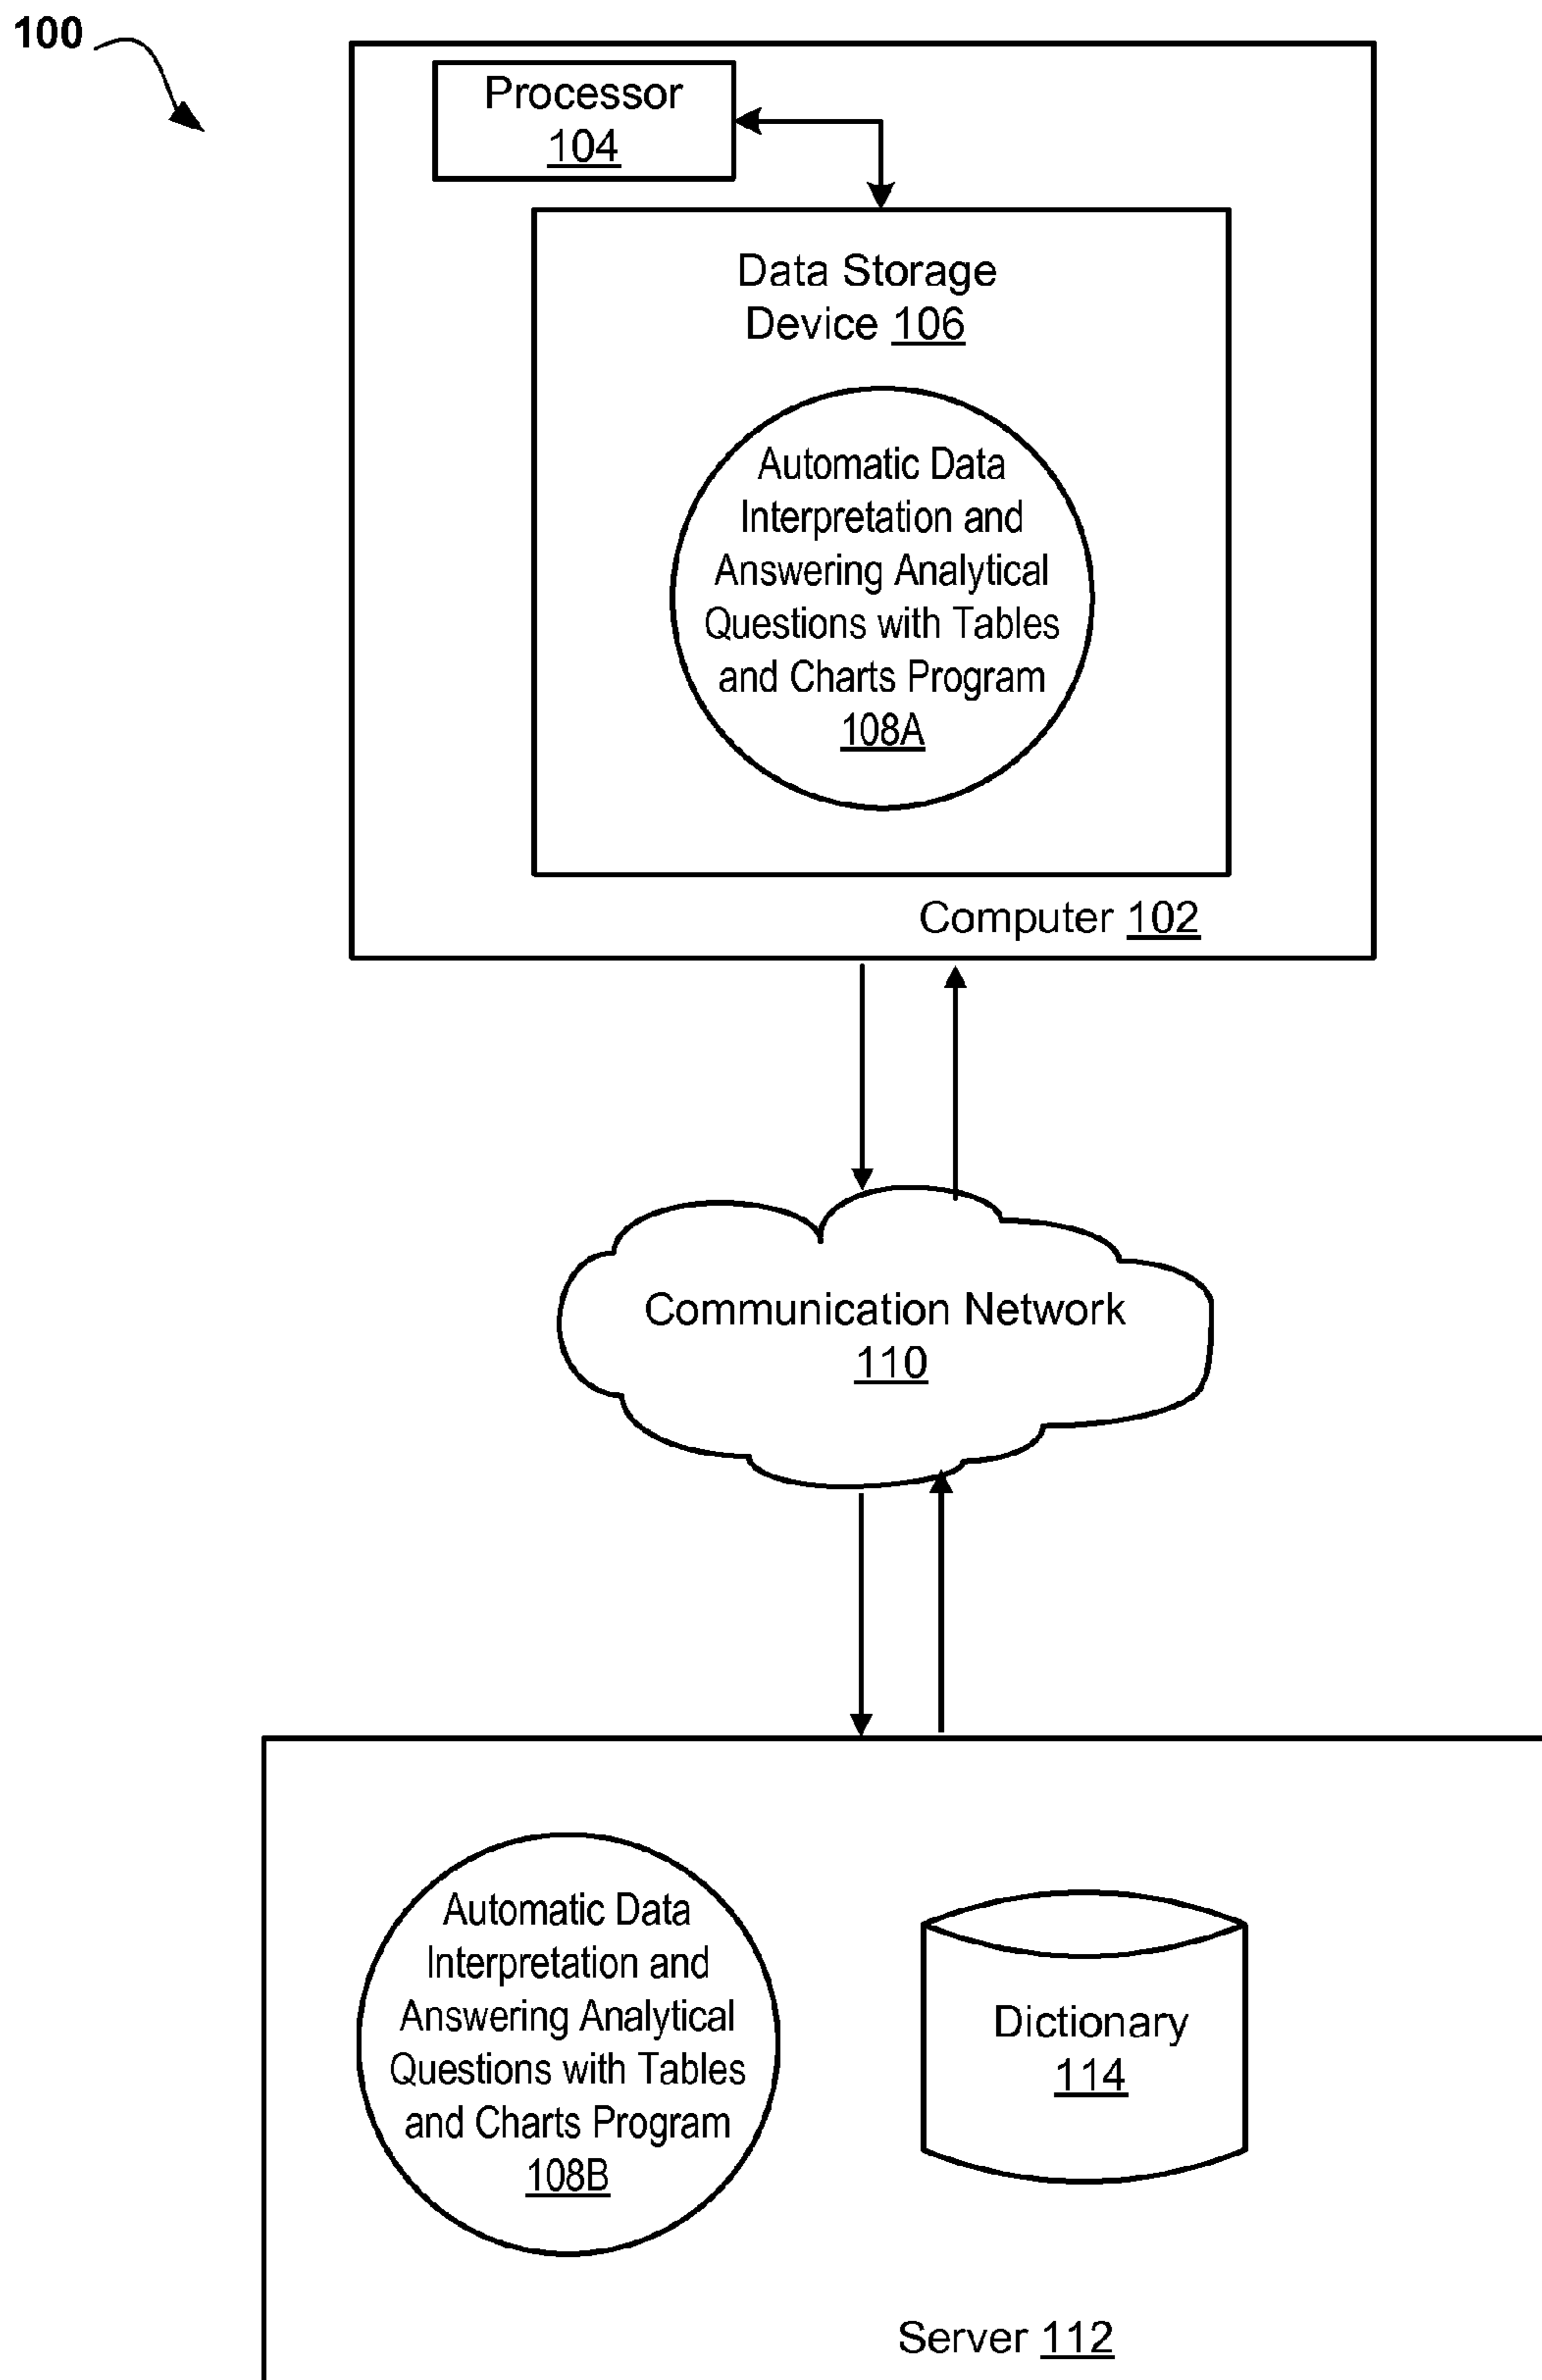 100
Processor
104
Data Storage
Device 106
Automatic Data
Interpretation and
Answering Analytical
Questions with Tables
and Charts Program
108A
Computer 102
Communication Network
110
Automatic Data
Interpretation and
Answering Analytical
Questions with Tables
and Charts Program
108B
Dictionary
114
Server 112